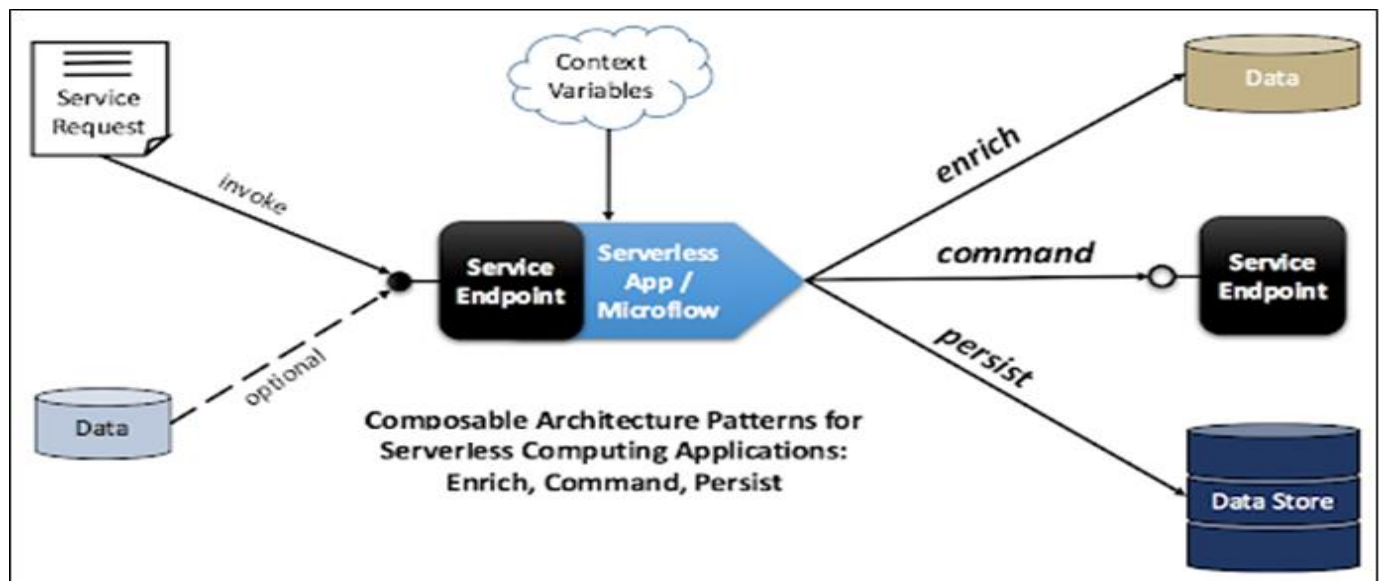 Service
Request
Context
Variables
Data
invoke
enrich
Service
Endpoint
Serverless
App /
Microflow
command
Service
Endpoint
optional
persist
Data
Composable Architecture Patterns for
Serverless Computing Applications:
Enrich, Command, Persist
Data Store